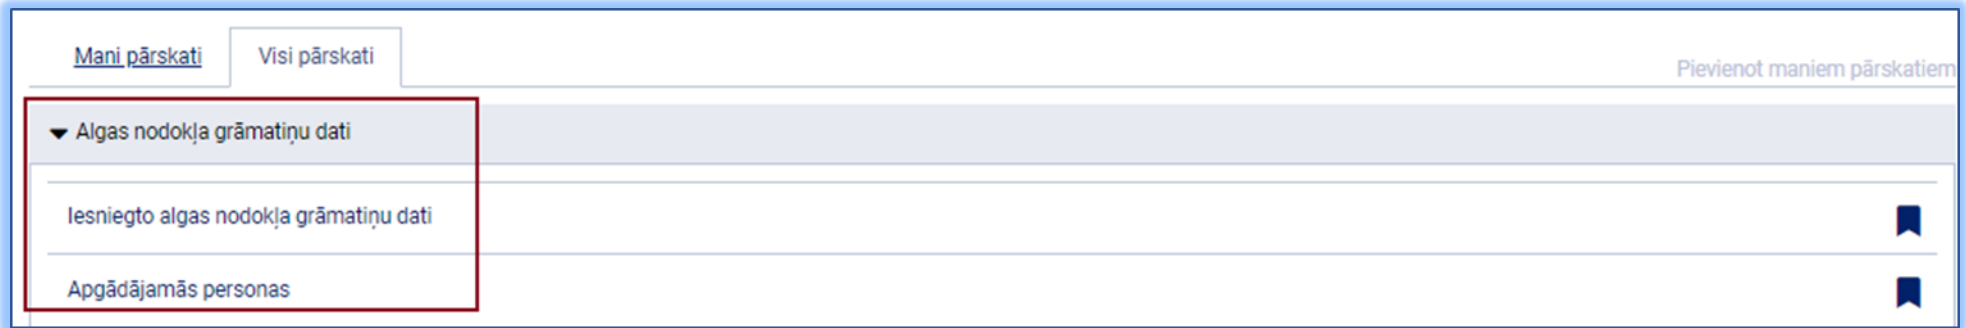 Mani pārskati
Visi pārskati
Pievienot maniem pārskatiem
Algas nodokļa grāmatiņu dati
Iesniegto algas nodokļa grāmatiņu dati
Apgādājamās personas